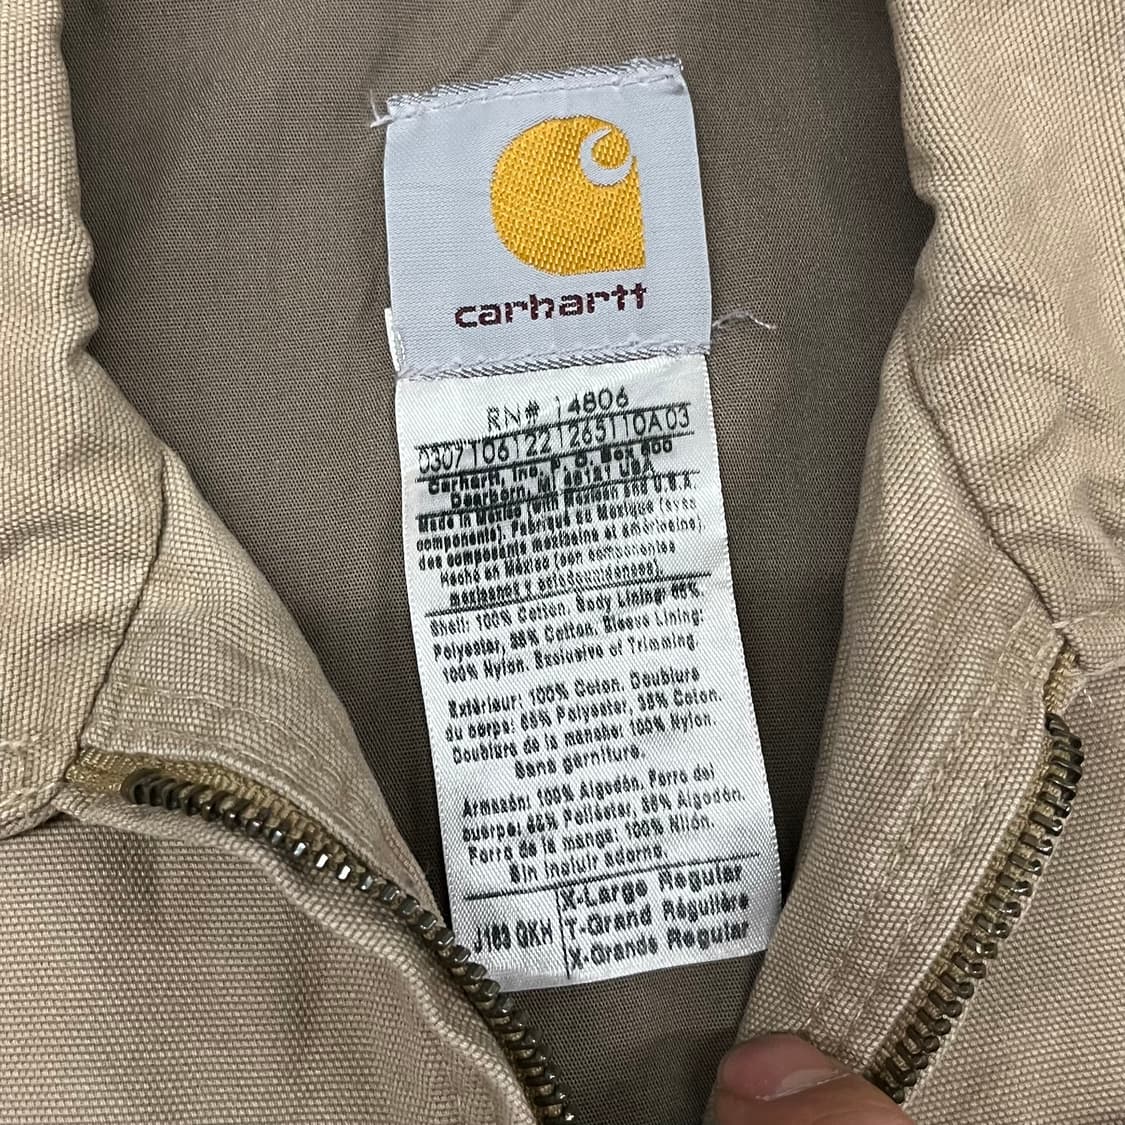 carhartt
RN# 14806
0307106122126511OA03
Carhartt, Inc. P. O. Box 600
Dearborn, MI 48121 USA
Made in Mexico (with Mexican and U.S.A
components). Fabriqué au Mexique (avec
des composants mexicains et américains).
Hecho en México (con componentes
mexicanos y estadounidenses).
Shell: 100% Cotton. Body Lining: 65%
Polyester, 35% Cotton. Sleeve Lining:
100% Nylon. Exclusive of Trimming.
Extérieur: 100% Coton. Doublure
du corps: 65% Polyester, 35% Coton.
Doublure de la manche: 100% Nylon.
Sans garniture.
Armazón: 100% Algodón. Forro del
cuerpo: 65% Poliéster, 35% Algodón.
Forro de la manga: 100% Nilón.
Sin incluir adorno.
J163 GKH
X-Large Regular
T-Grand Régulière
X-Grande Regular